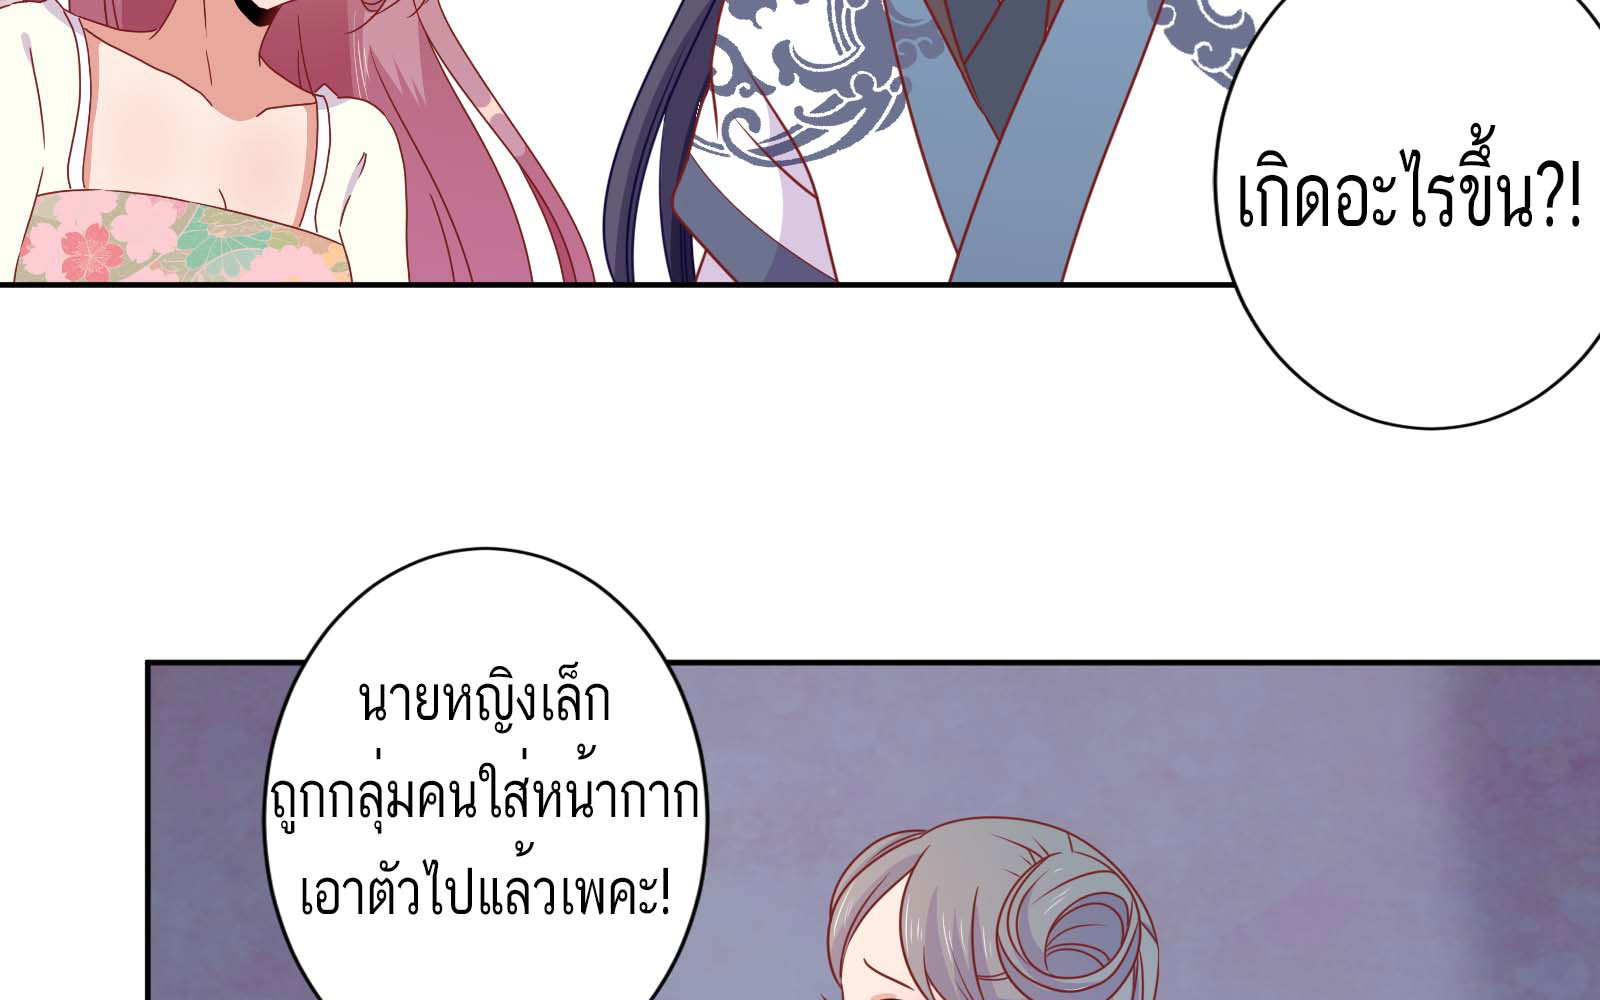 เกิดอะไรขึ้น?!
นายหญิงเล็ก
ถูกกลุ่มคนใส่หน้ากาก
เอาตัวไปแล้วเพคะ!